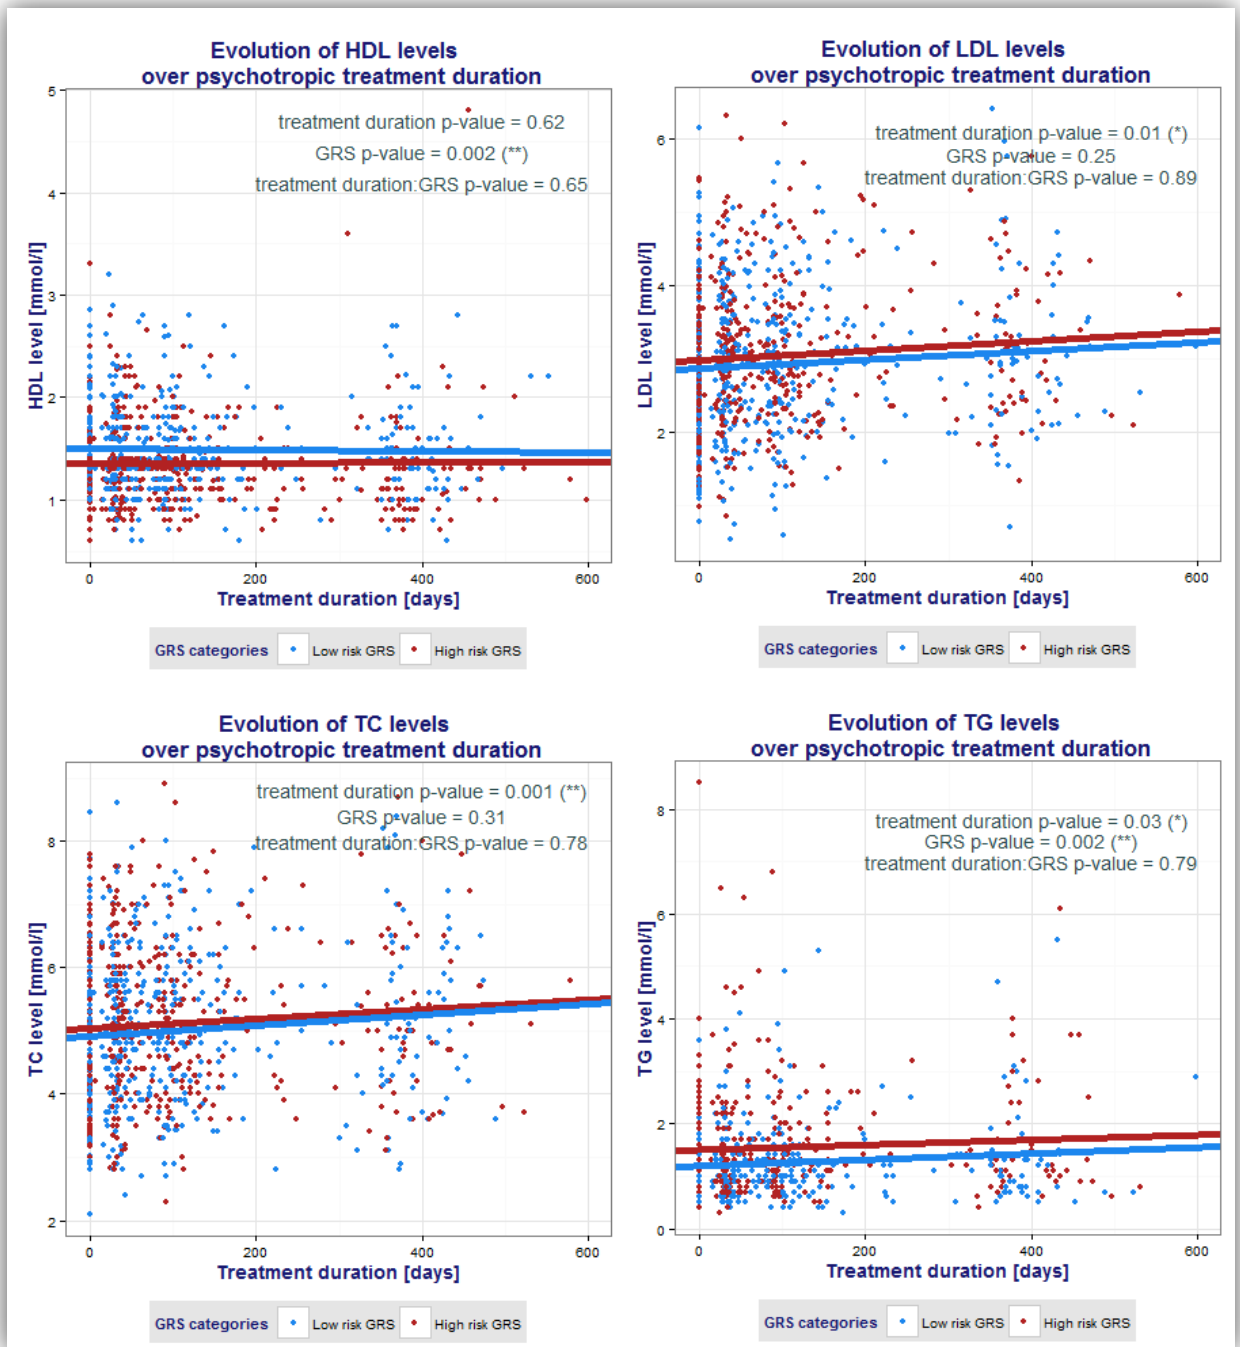 Evolution of HDL levels
over psychotropic treatment duration
treatment duration p-value = 0.62
GRS p-value = 0.002 (**)
treatment duration:GRS p-value = 0.65
HDL level [mmol/l]
5
4
3
2
1
0
200
400
600
Treatment duration [days]
GRS categories Low risk GRS High risk GRS
Evolution of LDL levels
over psychotropic treatment duration
treatment duration p-value = 0.01 (*)
GRS p-value = 0.25
treatment duration:GRS p-value = 0.89
LDL level [mmol/l]
6
4
2
0
200
400
600
Treatment duration [days]
GRS categories Low risk GRS High risk GRS
Evolution of TC levels
over psychotropic treatment duration
treatment duration p-value = 0.001 (**)
GRS p-value = 0.31
treatment duration:GRS p-value = 0.78
TC level [mmol/l]
8
6
4
2
0
200
400
600
Treatment duration [days]
GRS categories Low risk GRS High risk GRS
Evolution of TG levels
over psychotropic treatment duration
treatment duration p-value = 0.03 (*)
GRS p-value = 0.002 (**)
treatment duration:GRS p-value = 0.79
TG level [mmol/l]
8
6
4
2
0
0
200
400
600
Treatment duration [days]
GRS categories Low risk GRS High risk GRS